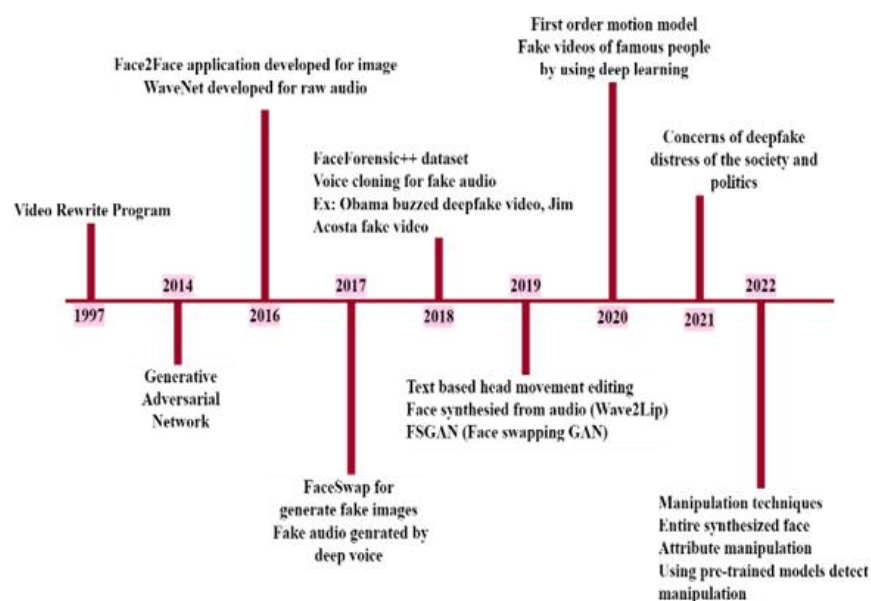 First order motion model
Fake videos of famous people
by using deep learning
Face2Face application developed for image
WaveNet developed for raw audio
Concerns of deepfake
distress of the society and
politics
FaceForensic++ dataset
Voice cloning for fake audio
Ex: Obama buzzed deepfake video, Jim
Acosta fake video
Video Rewrite Program
2014
2017
2019
2022
1997
2016
2018
2020
2021
Generative
Adversarial
Network
Text based head movement editing
Face synthesied from audio (Wave2Lip)
FSGAN (Face swapping GAN)
FaceSwap for
generate fake images
Fake audio genrated by
deep voice
Manipulation techniques
Entire synthesized face
Attribute manipulation
Using pre-trained models detect
manipulation